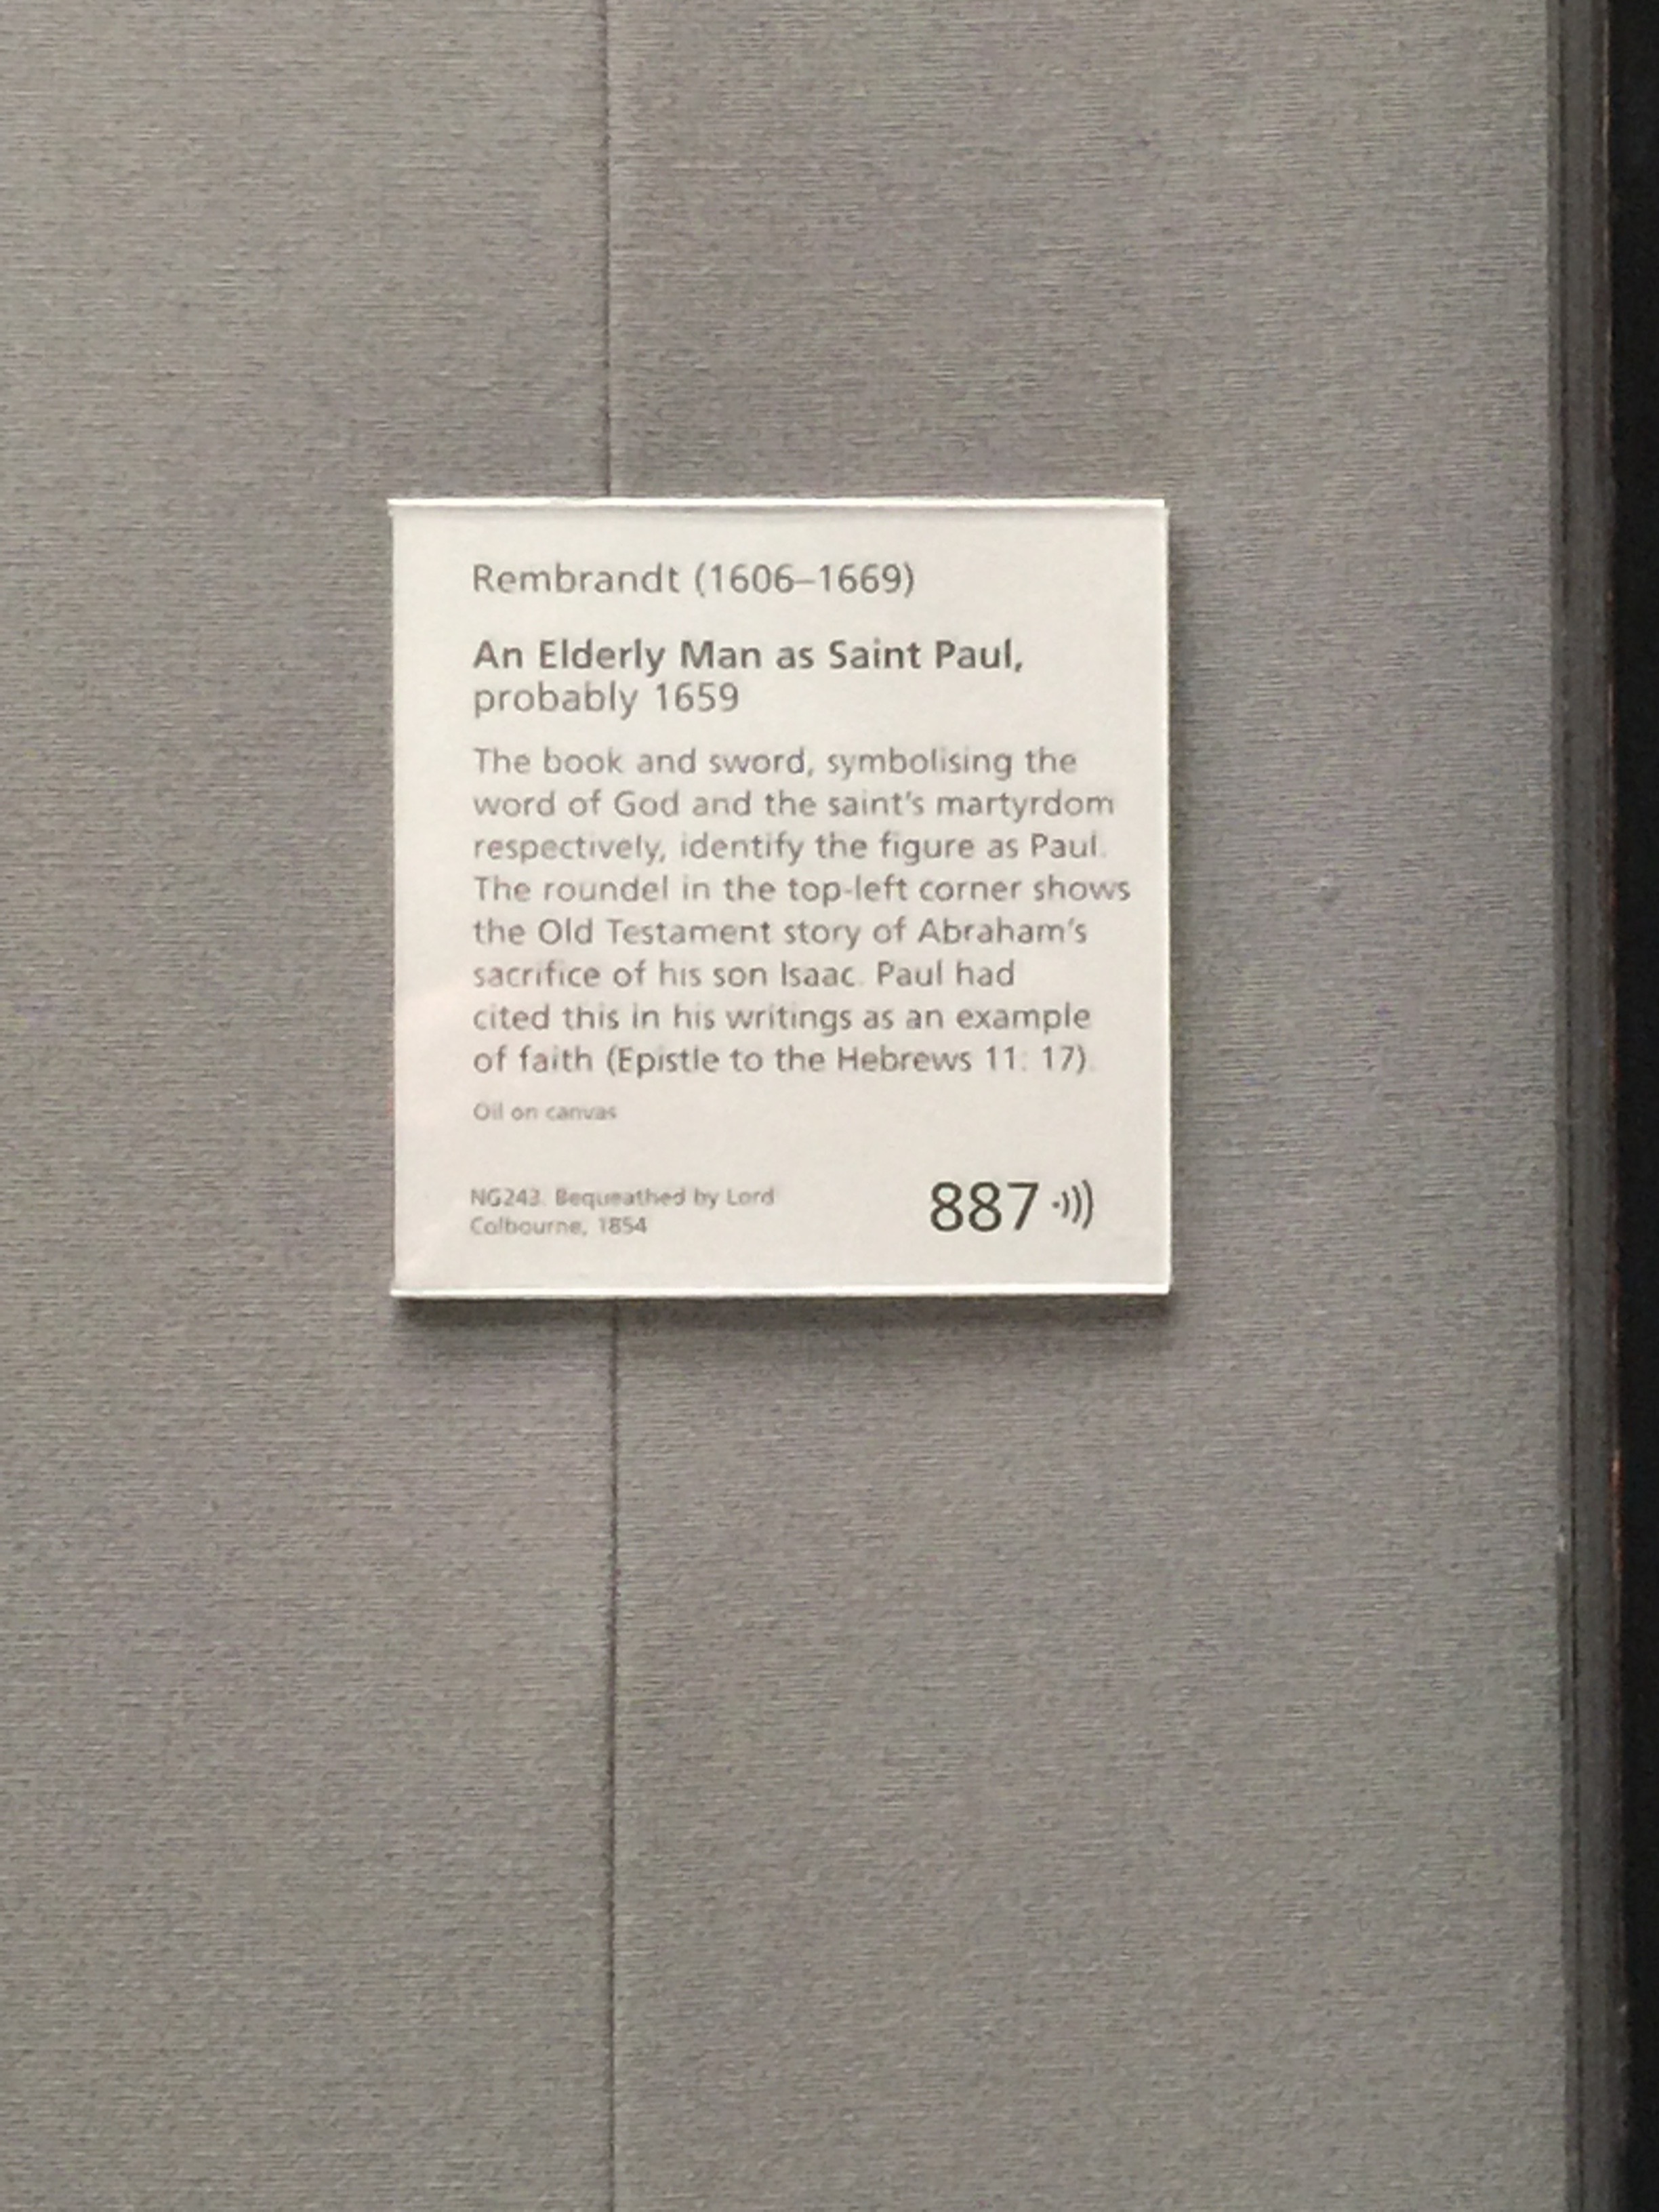 Rembrandt (1606–1669)
An Elderly Man as Saint Paul,
probably 1659
The book and sword, symbolising the
word of God and the saint's martyrdom
respectively, identify the figure as Paul.
The roundel in the top-left corner shows
the Old Testament story of Abraham's
sacrifice of his son Isaac. Paul had
cited this in his writings as an example
of faith (Epistle to the Hebrews 11: 17).
Oil on canvas
NG243. Bequeathed by Lord
Colbourne, 1854
887